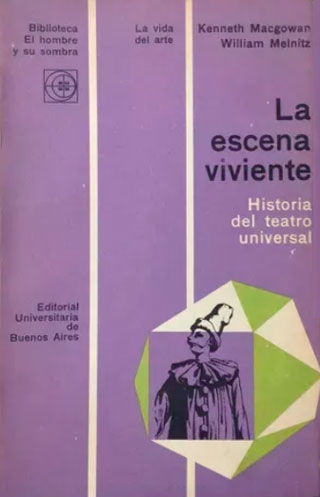 Biblioteca
El hombre
y su sombra
La vida
del arte
Kenneth Macgowan
William Melnitz
La
escena
viviente
Historia
del teatro
universal
Editorial
Universitaria
de
Buenos Aires